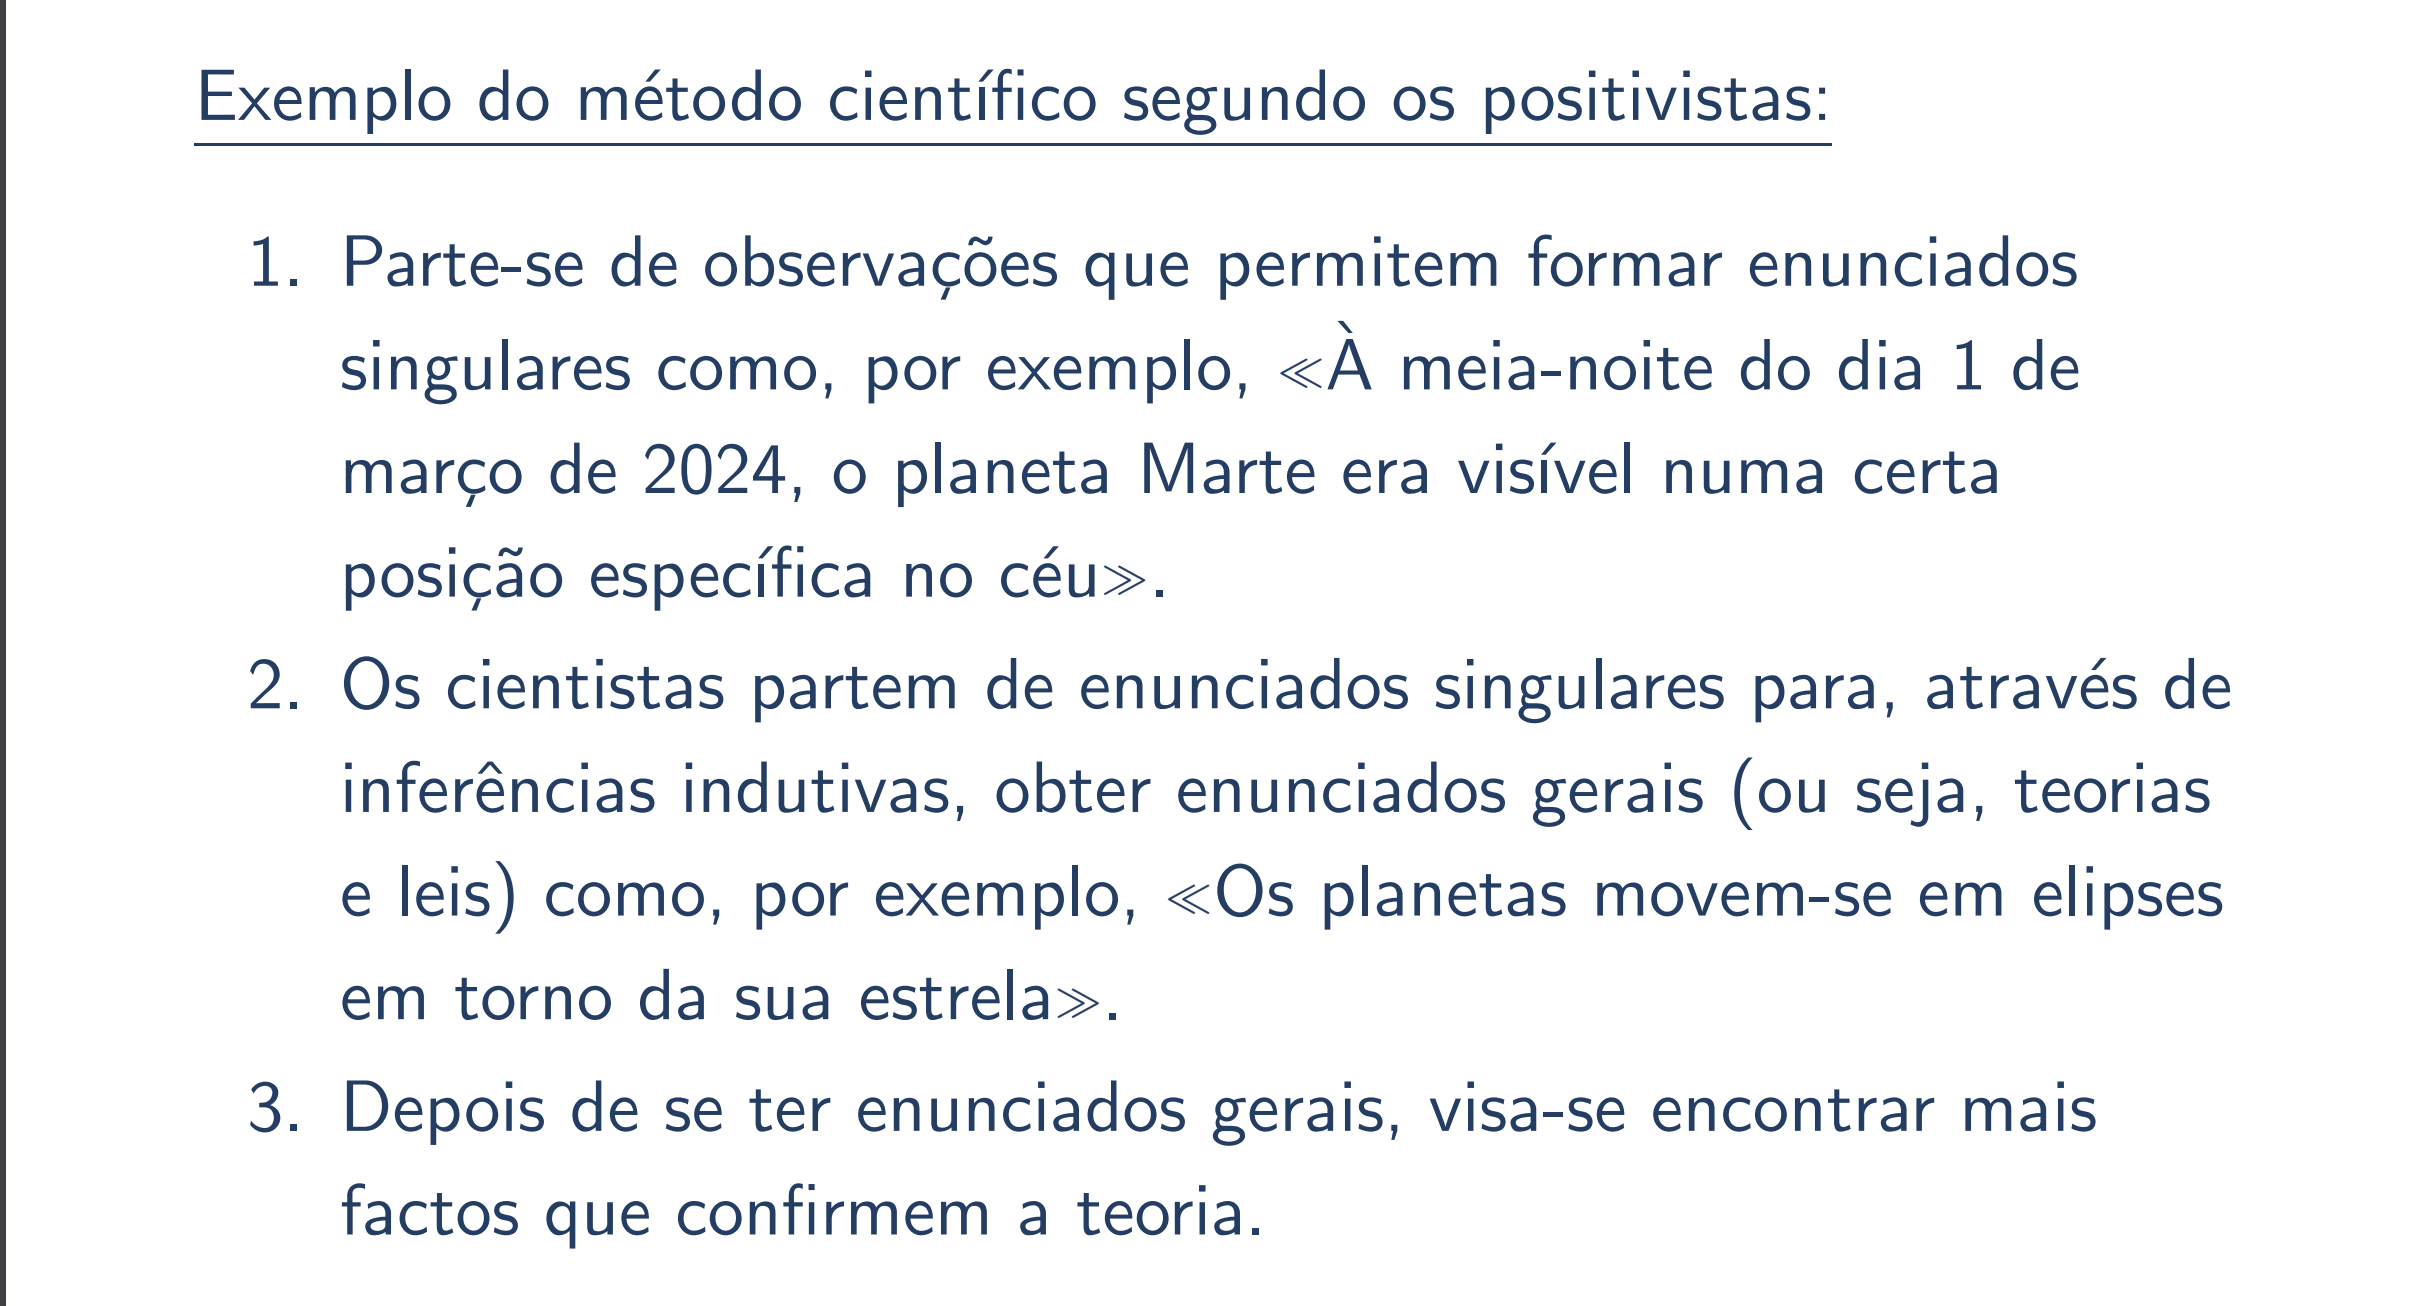 Exemplo do método científico segundo os positivistas:
1. Parte-se de observações que permitem formar enunciados
singulares como, por exemplo, ≪À meia-noite do dia 1 de
março de 2024, o planeta Marte era visível numa certa
posição específica no céu≫.
2. Os cientistas partem de enunciados singulares para, através de
inferências indutivas, obter enunciados gerais (ou seja, teorias
e leis) como, por exemplo, ≪Os planetas movem-se em elipses
em torno da sua estrela≫.
3. Depois de se ter enunciados gerais, visa-se encontrar mais
factos que confirmem a teoria.